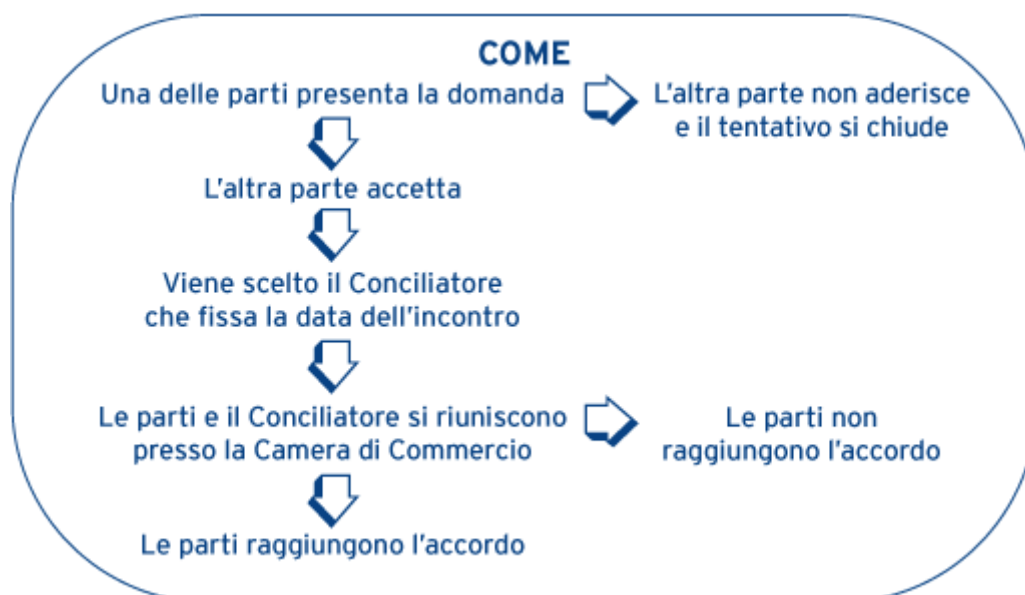 COME
Una delle parti presenta la domanda
L'altra parte non aderisce
e il tentativo si chiude
L'altra parte accetta
Viene scelto il Conciliatore
che fissa la data dell'incontro
Le parti e il Conciliatore si riuniscono
presso la Camera di Commercio
Le parti non
raggiungono l'accordo
Le parti raggiungono l'accordo